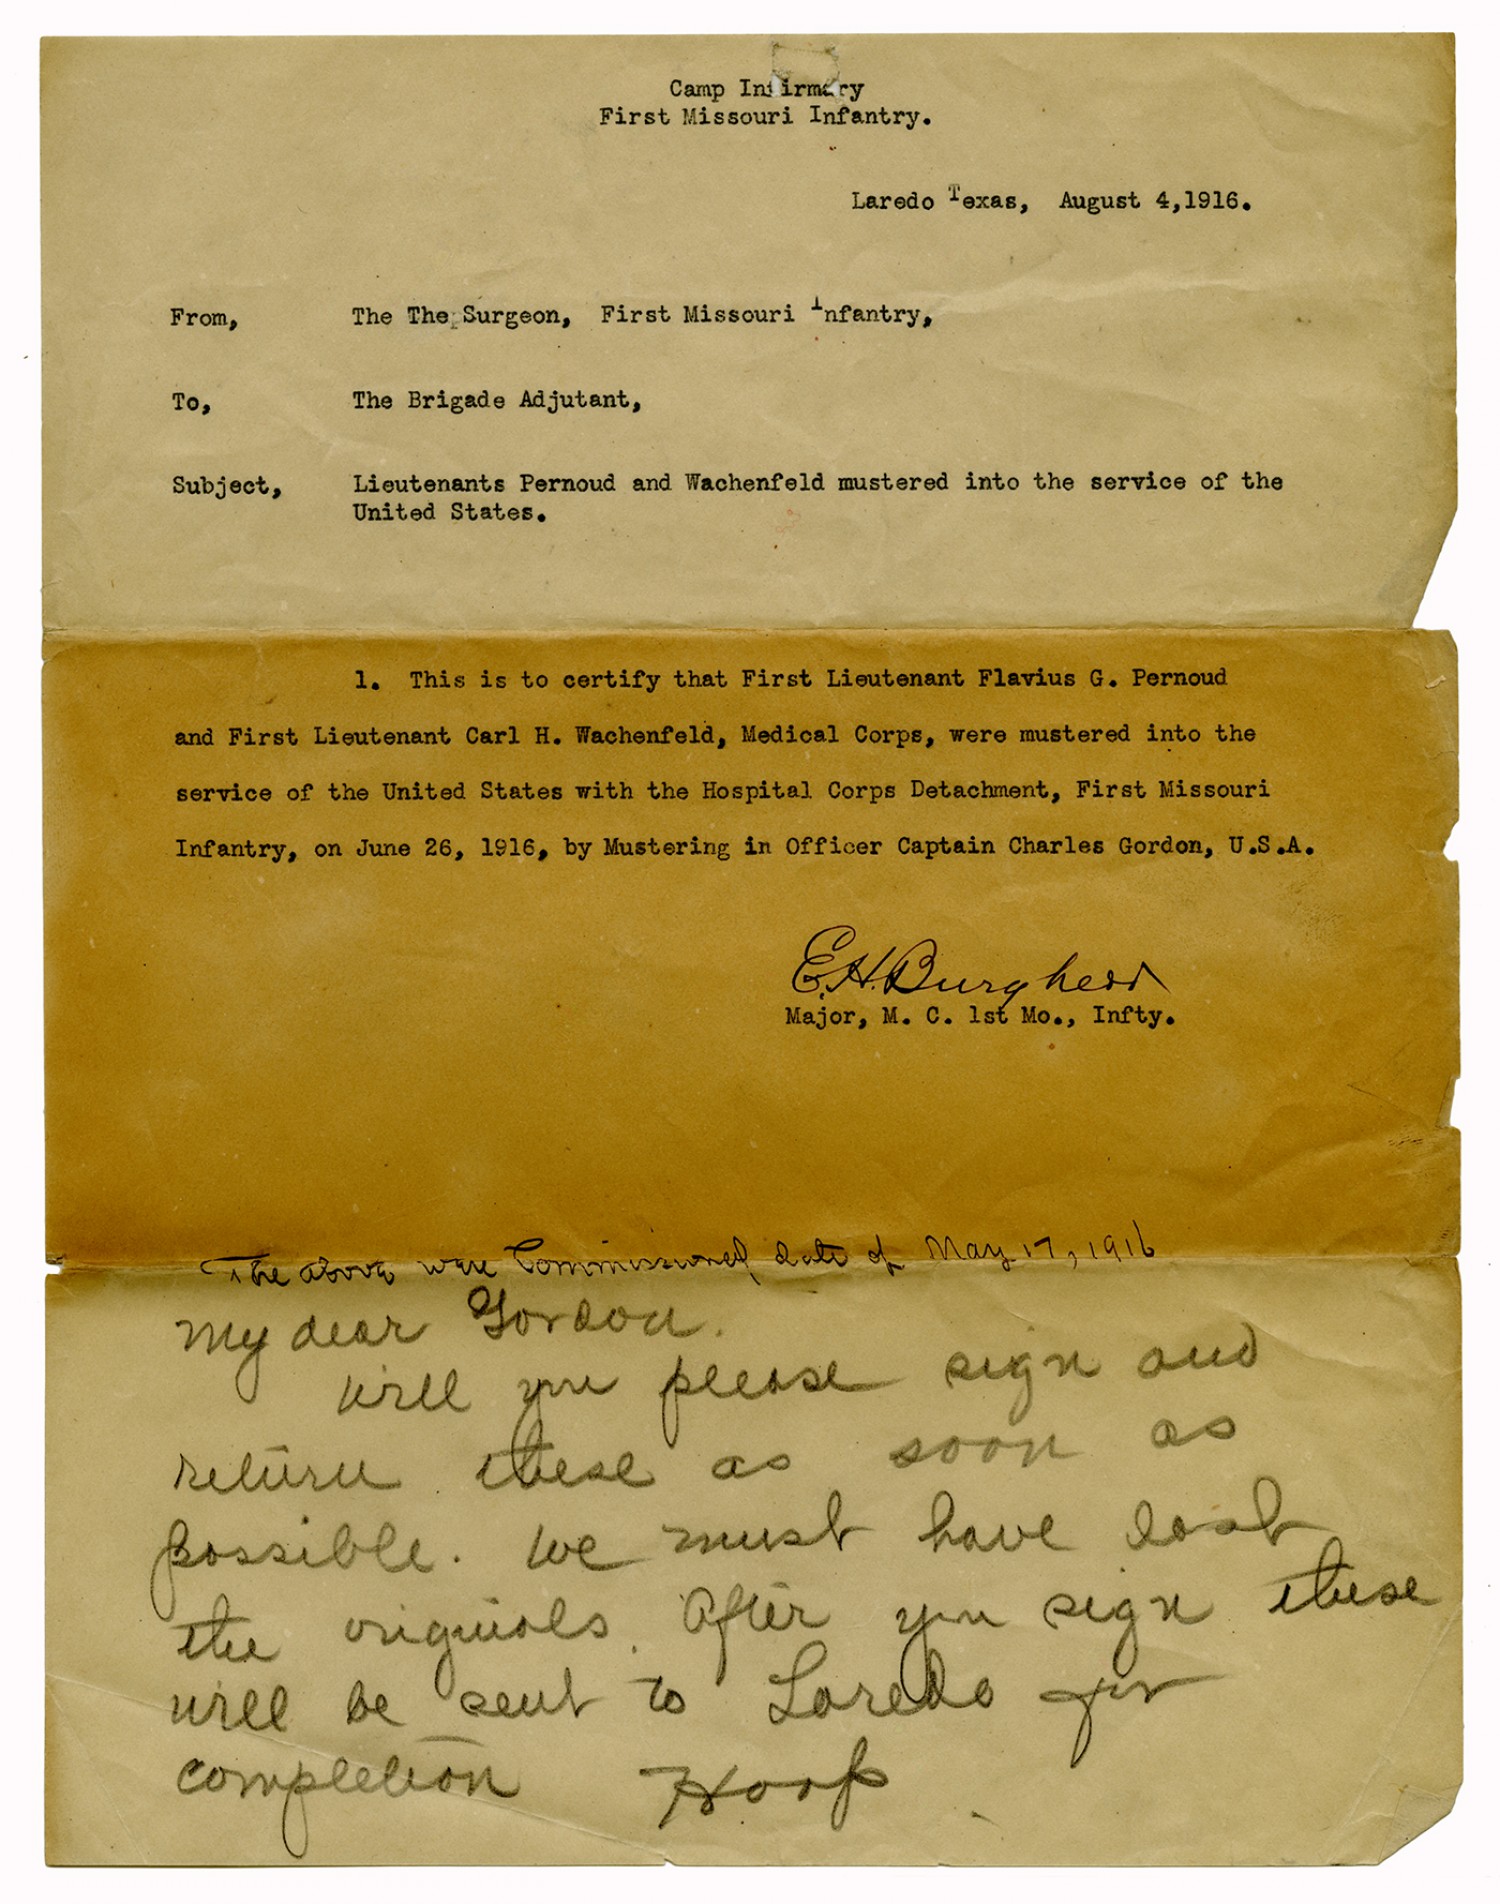 Camp Infirmary
First Missouri Infantry.
Laredo Texas, August 4,1916.
From, The The Surgeon, First Missouri Infantry,
To, The Brigade Adjutant,
Subject, Lieutenants Pernoud and Wachenfeld mustered into the service of the
United States.
1. This is to certify that First Lieutenant Flavius G. Pernoud
and First Lieutenant Carl H. Wachenfeld, Medical Corps, were mustered into the
service of the United States with the Hospital Corps Detachment, First Missouri
Infantry, on June 26, 1916, by Mustering in Officer Captain Charles Gordon, U.S.A.
E.H. Burghead
Major, M. C. 1st Mo., Infty.
The above were Commissioned date of May 17, 1916
My dear Gordon.
Will you please sign and
return these as soon as
possible. We must have lost
the originals. After you sign these
will be sent to Laredo for
completion Hoop